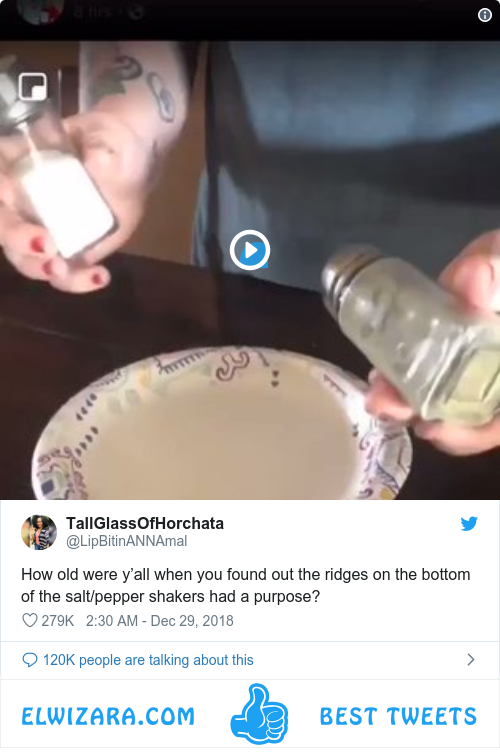 8 hrs
TallGlassOfHorchata
@LipBitinANNAmal
How old were y’all when you found out the ridges on the bottom
of the salt/pepper shakers had a purpose?
279K 2:30 AM - Dec 29, 2018
120K people are talking about this
ELWIZARA.COM
BEST TWEETS